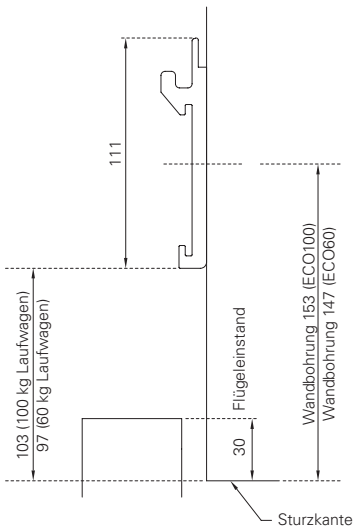 111
103 (100 kg Laufwagen)
97 (60 kg Laufwagen)
30
Flügeleinstand
Wandbohrung 153 (ECO100)
Wandbohrung 147 (ECO60)
Sturzkante